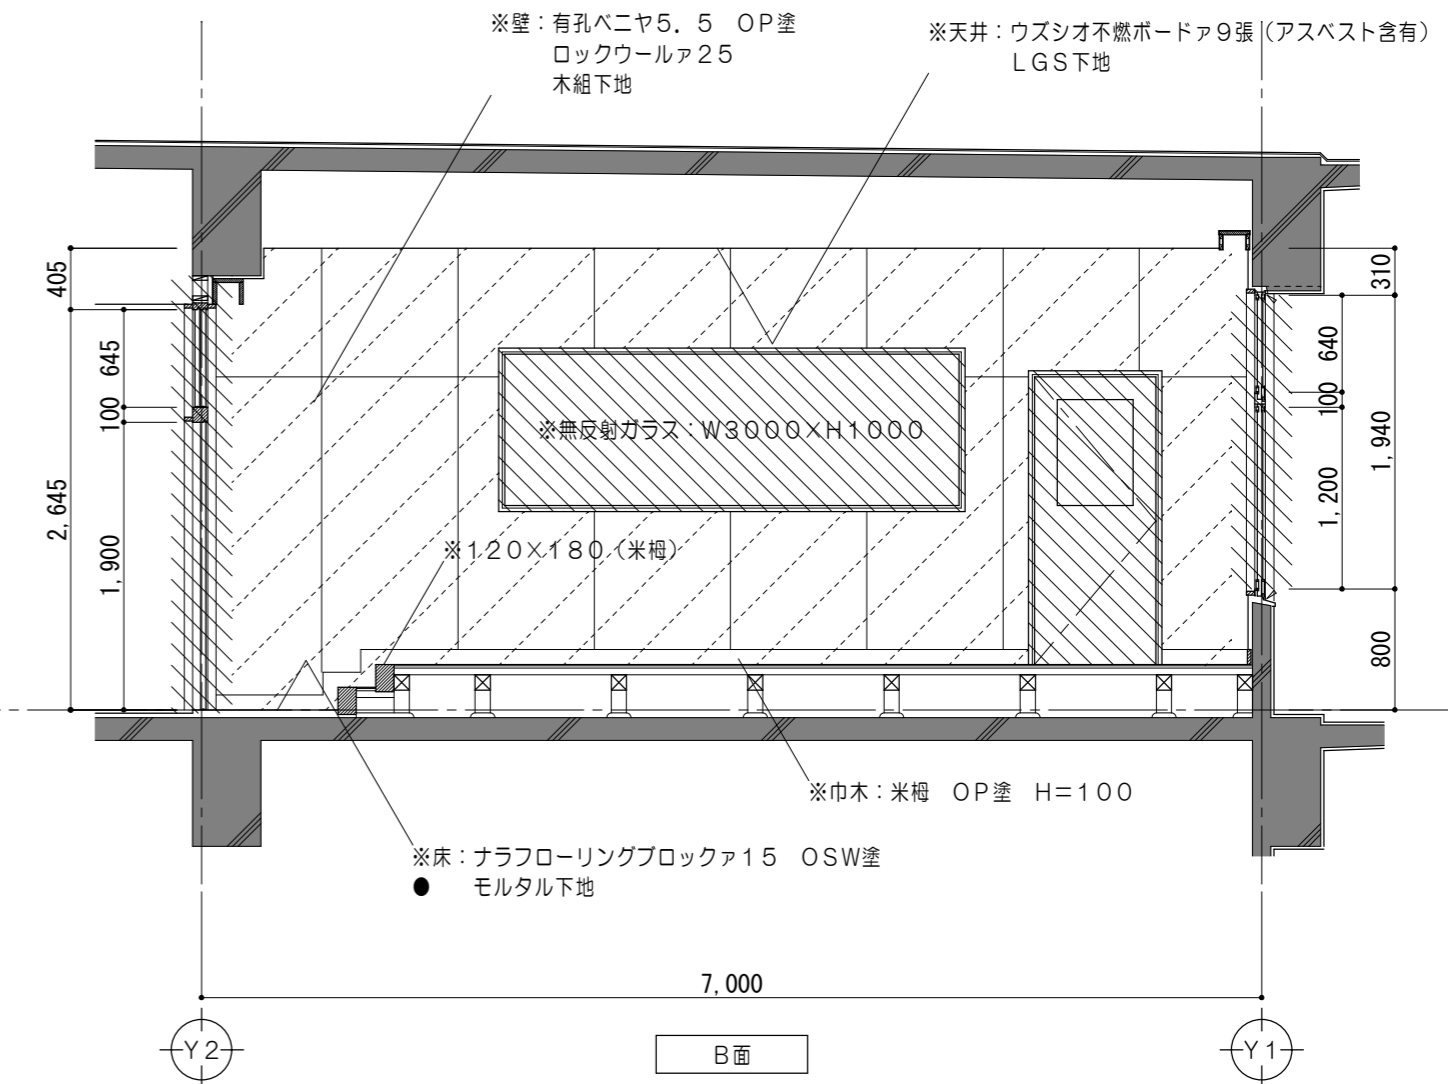 ※壁：有孔ベニヤ５．５　ＯＰ塗
ロックウールァ２５
木組下地
※天井：ウズシオ不燃ボードァ９張（アスベスト含有）
ＬＧＳ下地
405
2,645
645
100
1,900
310
640
100
1,200
1,940
800
※無反射ガラス：Ｗ３０００×Ｈ１０００
※１２０×１８０（米栂）
※巾木：米栂　ＯＰ塗　Ｈ＝１００
※床：ナラフローリングブロックァ１５　ＯＳＷ塗
●　モルタル下地
7,000
Ｙ２
Ｂ面
Ｙ１